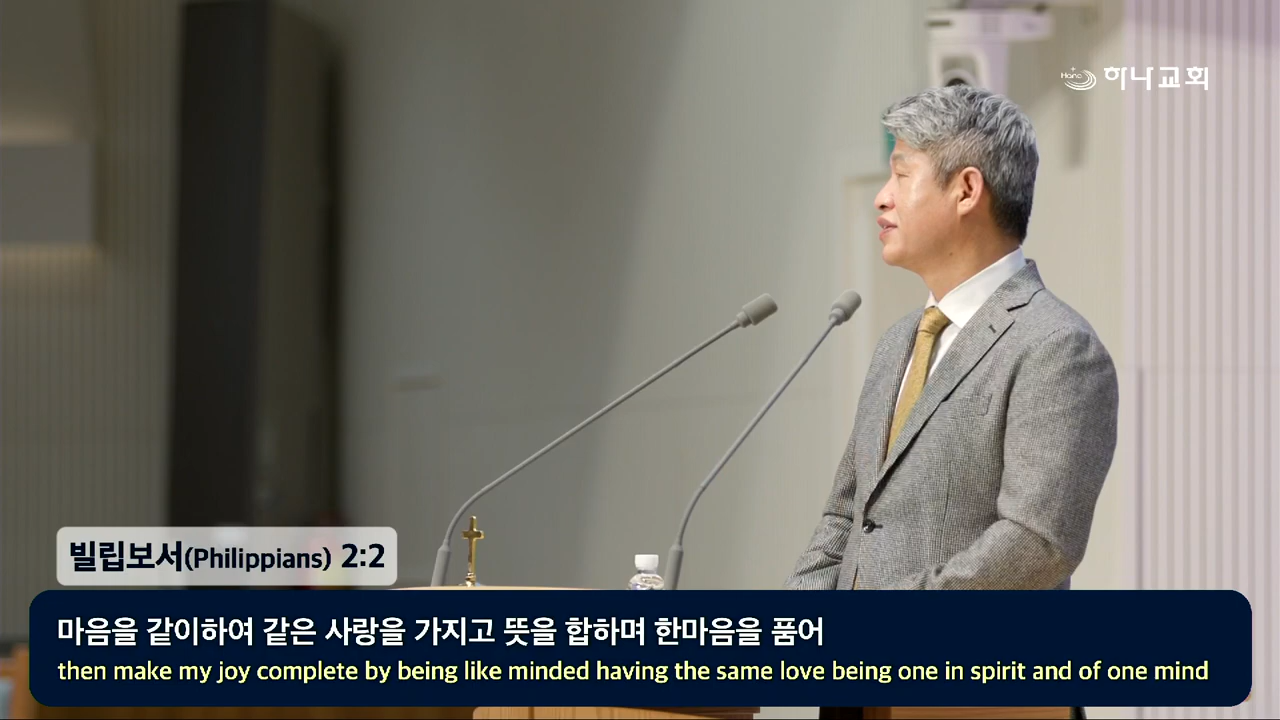 Hana 하나교회
빌립보서(Philippians) 2:2
마음을 같이하여 같은 사랑을 가지고 뜻을 합하며 한마음을 품어
then make my joy complete by being like minded having the same love being one in spirit and of one mind